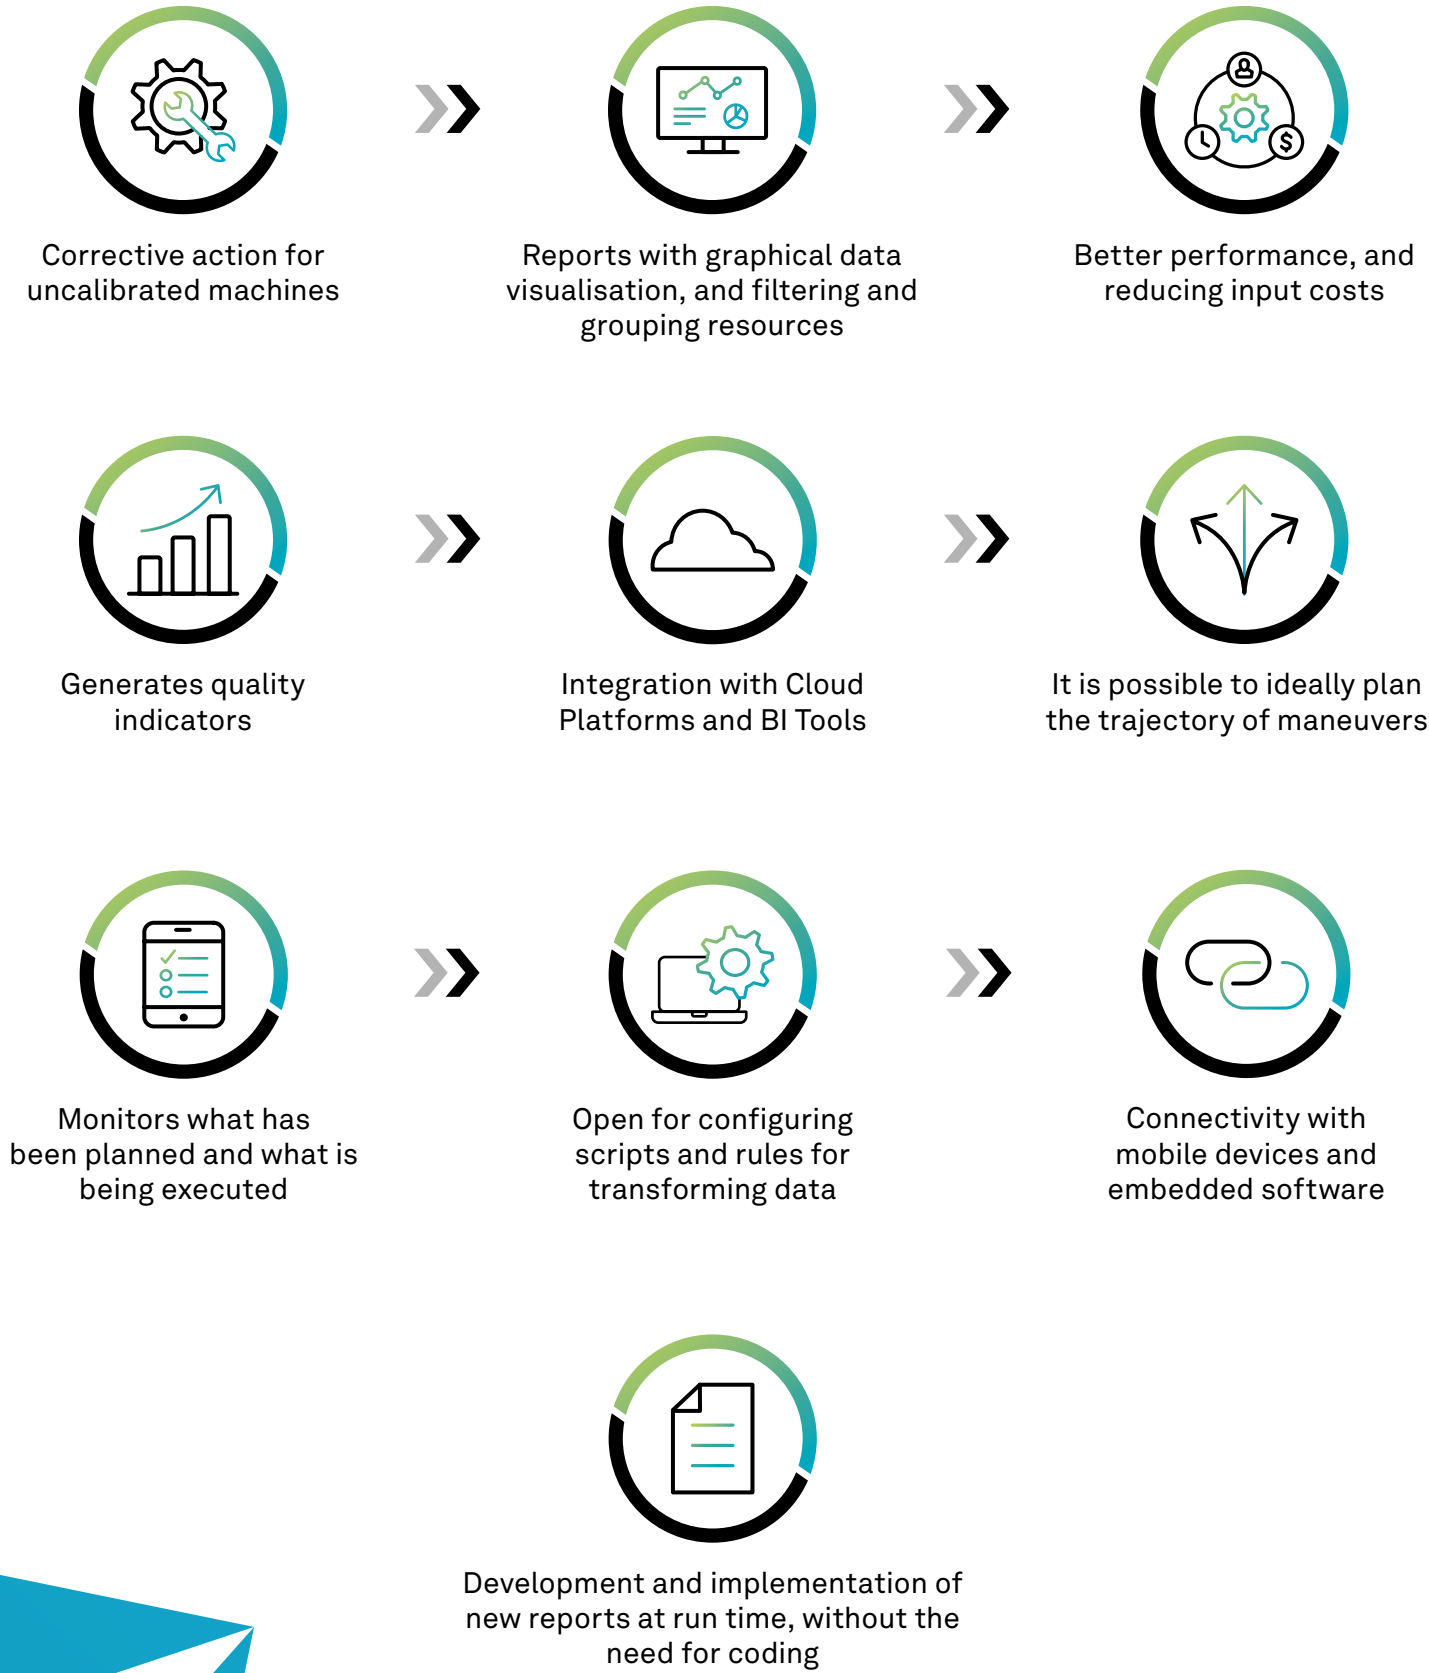 Corrective action for
uncalibrated machines
Reports with graphical data
visualisation, and filtering and
grouping resources
$
Better performance, and
reducing input costs
Generates quality
indicators
Integration with Cloud
Platforms and BI Tools
It is possible to ideally plan
the trajectory of maneuvers
Monitors what has
been planned and what is
being executed
Open for configuring
scripts and rules for
transforming data
Connectivity with
mobile devices and
embedded software
Development and implementation of
new reports at run time, without the
need for coding